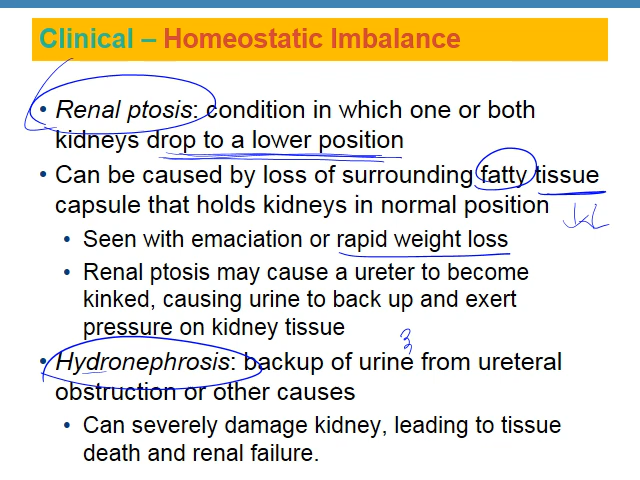 Clinical – Homeostatic Imbalance
• Renal ptosis: condition in which one or both
kidneys drop to a lower position
• Can be caused by loss of surrounding fatty tissue
capsule that holds kidneys in normal position
• Seen with emaciation or rapid weight loss
• Renal ptosis may cause a ureter to become
kinked, causing urine to back up and exert
pressure on kidney tissue
• Hydronephrosis: backup of urine from ureteral
obstruction or other causes
• Can severely damage kidney, leading to tissue
death and renal failure.